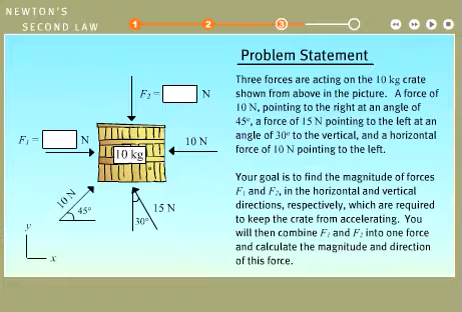 NEWTON'S
SECOND LAW
1 2 3
Problem Statement
Three forces are acting on the 10 kg crate
shown from above in the picture. A force of
10 N, pointing to the right at an angle of
45°, a force of 15 N pointing to the left at an
angle of 30° to the vertical, and a horizontal
force of 10 N pointing to the left.
Your goal is to find the magnitude of forces
F₁ and F₂, in the horizontal and vertical
directions, respectively, which are required
to keep the crate from accelerating. You
will then combine F₁ and F₂ into one force
and calculate the magnitude and direction
of this force.
F₂ = N
F₁ = N
10 N
10 kg
10 N
45°
15 N
30°
y
x